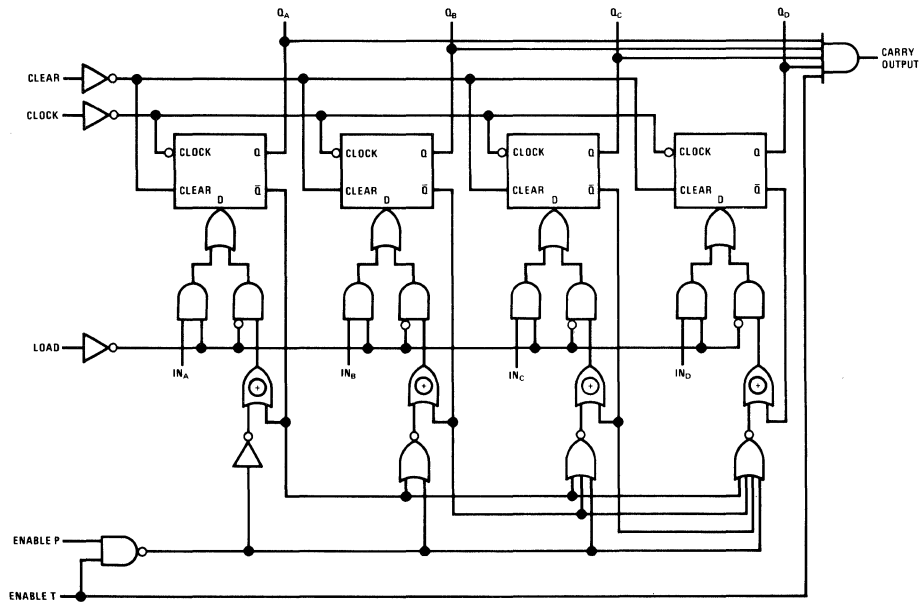 QA QB QC QD
CARRY OUTPUT
CLEAR
CLOCK
CLOCK Q CLOCK Q CLOCK Q CLOCK Q
CLEAR Q̄ CLEAR Q̄ CLEAR Q̄ CLEAR Q̄
D D D D
LOAD
INA INB INC IND
+ + + +
ENABLE P
ENABLE T